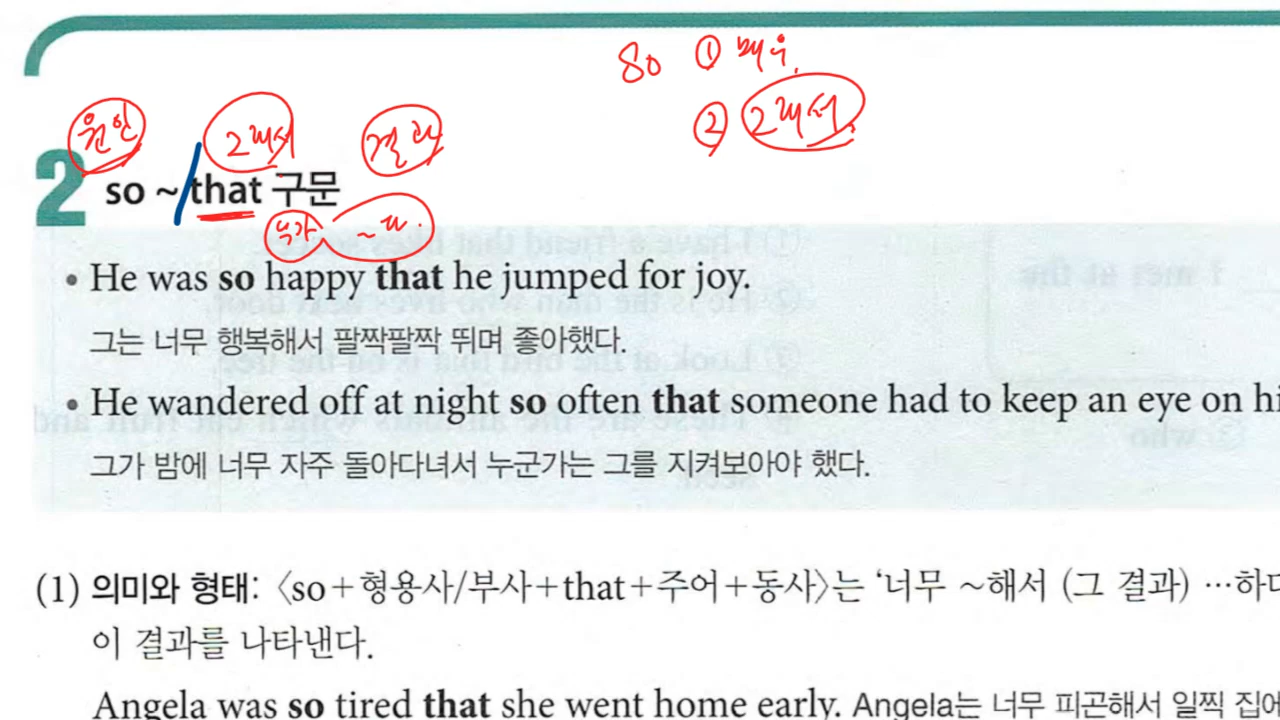 so ① 매우.
② 그래서
원인 그래서 결과
2 so ~ that 구문
누가 ~다.
• He was so happy that he jumped for joy.
그는 너무 행복해서 팔짝팔짝 뛰며 좋아했다.
• He wandered off at night so often that someone had to keep an eye on hi
그가 밤에 너무 자주 돌아다녀서 누군가는 그를 지켜보아야 했다.
(1) 의미와 형태: 〈so+형용사/부사+that+주어+동사〉는 ‘너무 ~해서 (그 결과) …하다
이 결과를 나타낸다.
Angela was so tired that she went home early. Angela는 너무 피곤해서 일찍 집에